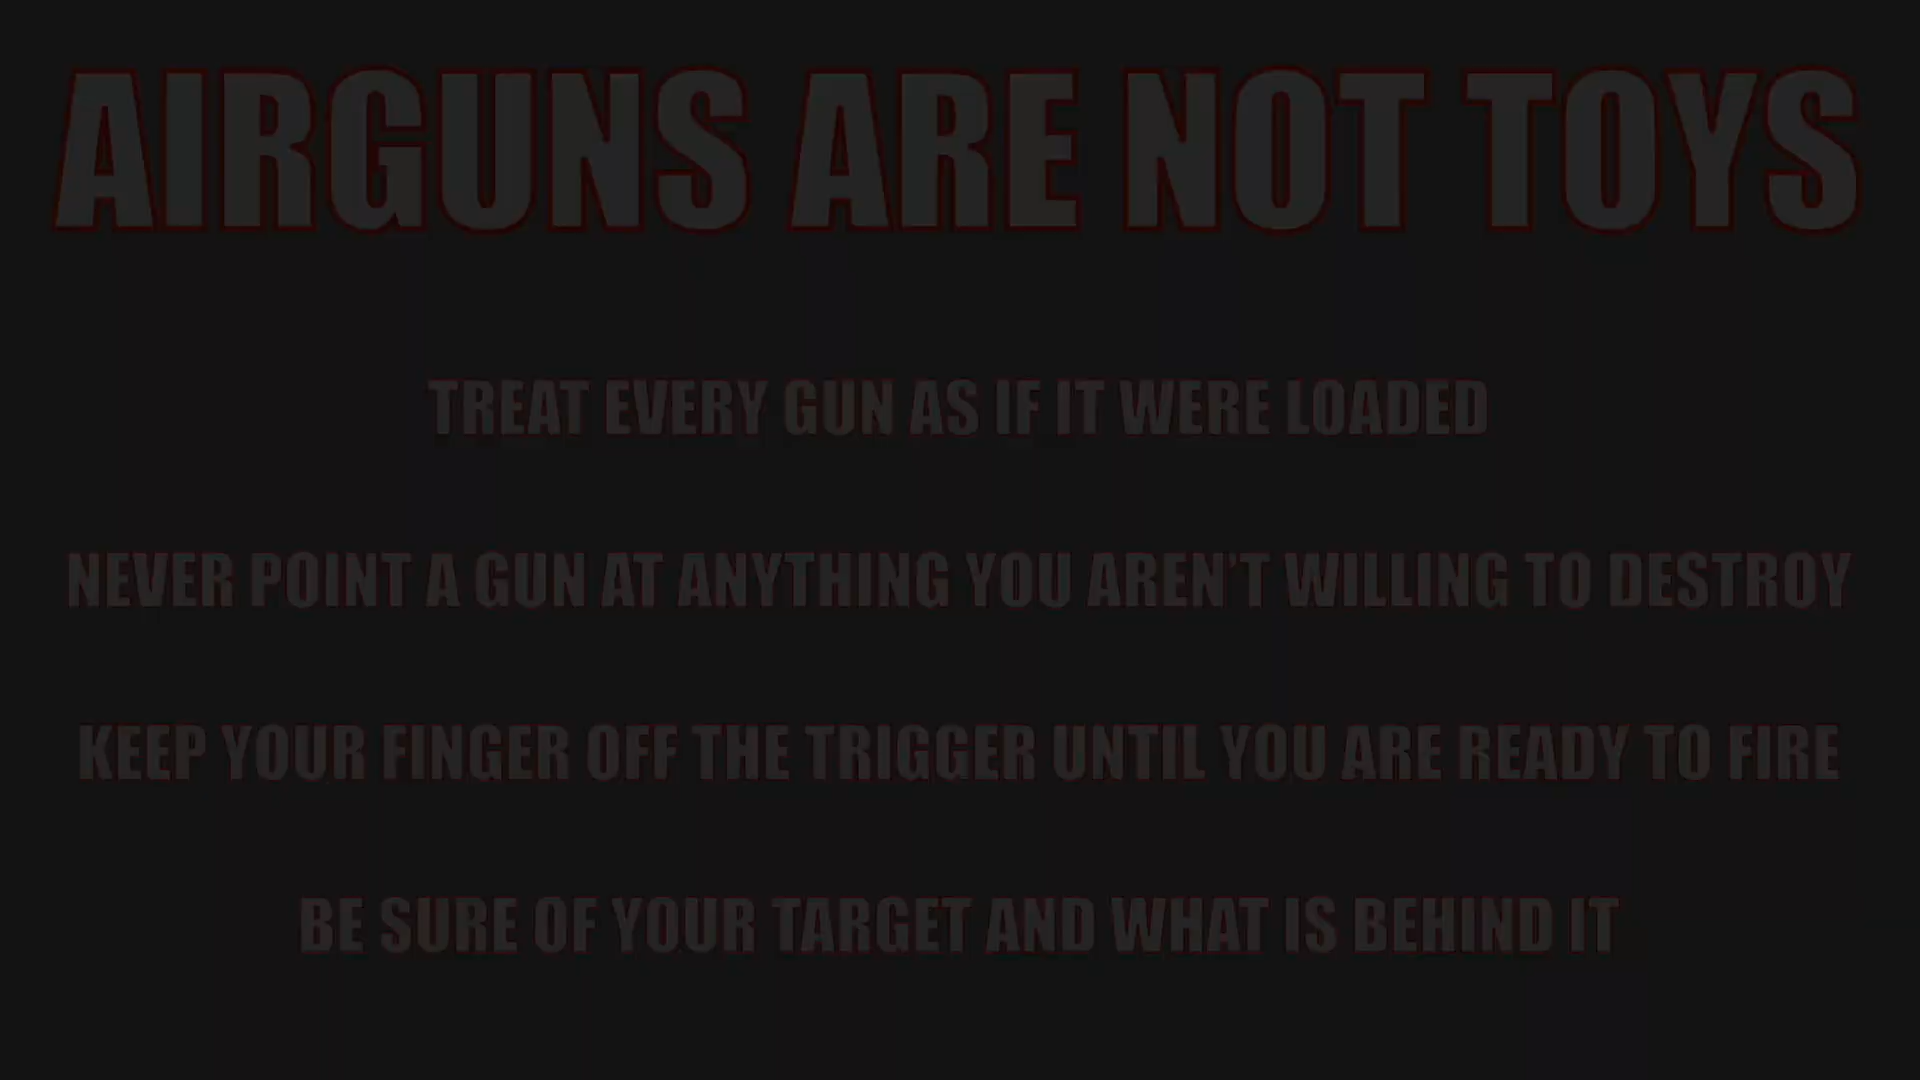 AIRGUNS ARE NOT TOYS
TREAT EVERY GUN AS IF IT WERE LOADED
NEVER POINT A GUN AT ANYTHING YOU AREN'T WILLING TO DESTROY
KEEP YOUR FINGER OFF THE TRIGGER UNTIL YOU ARE READY TO FIRE
BE SURE OF YOUR TARGET AND WHAT IS BEHIND IT